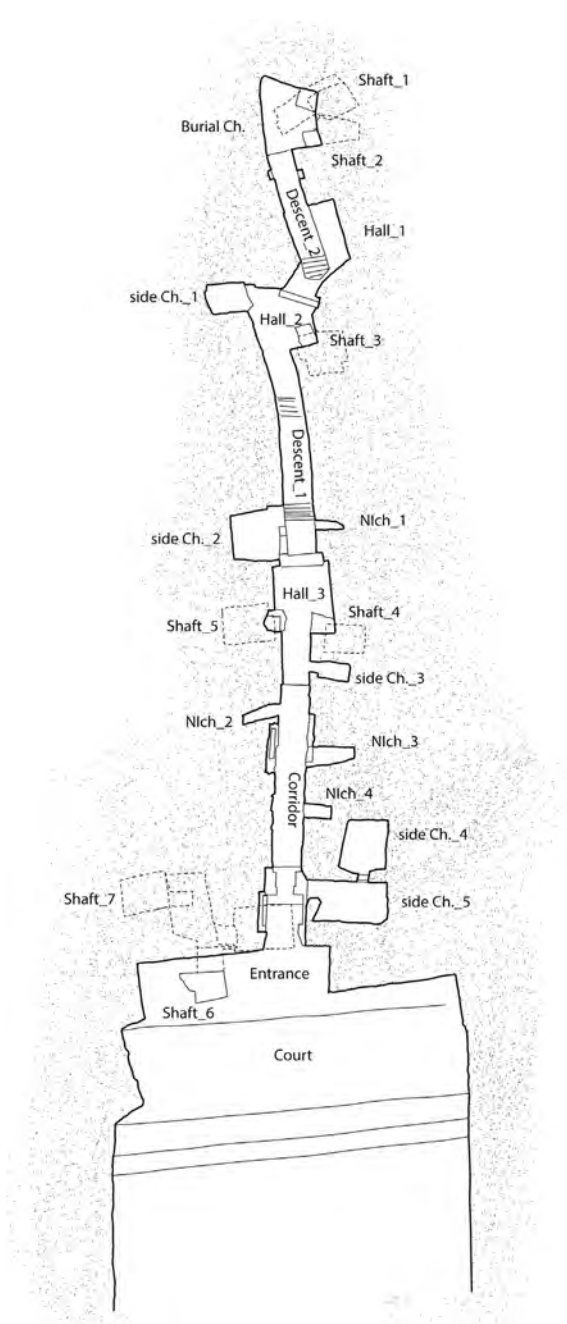 Shaft_1
Burial Ch.
Shaft_2
Descent_2
Hall_1
side Ch._1
Hall_2
Shaft_3
Descent_1
NIch_1
side Ch._2
Hall_3
Shaft_4
Shaft_5
side Ch._3
NIch_2
NIch_3
Corridor
NIch_4
side Ch._4
Shaft_7
side Ch._5
Entrance
Shaft_6
Court